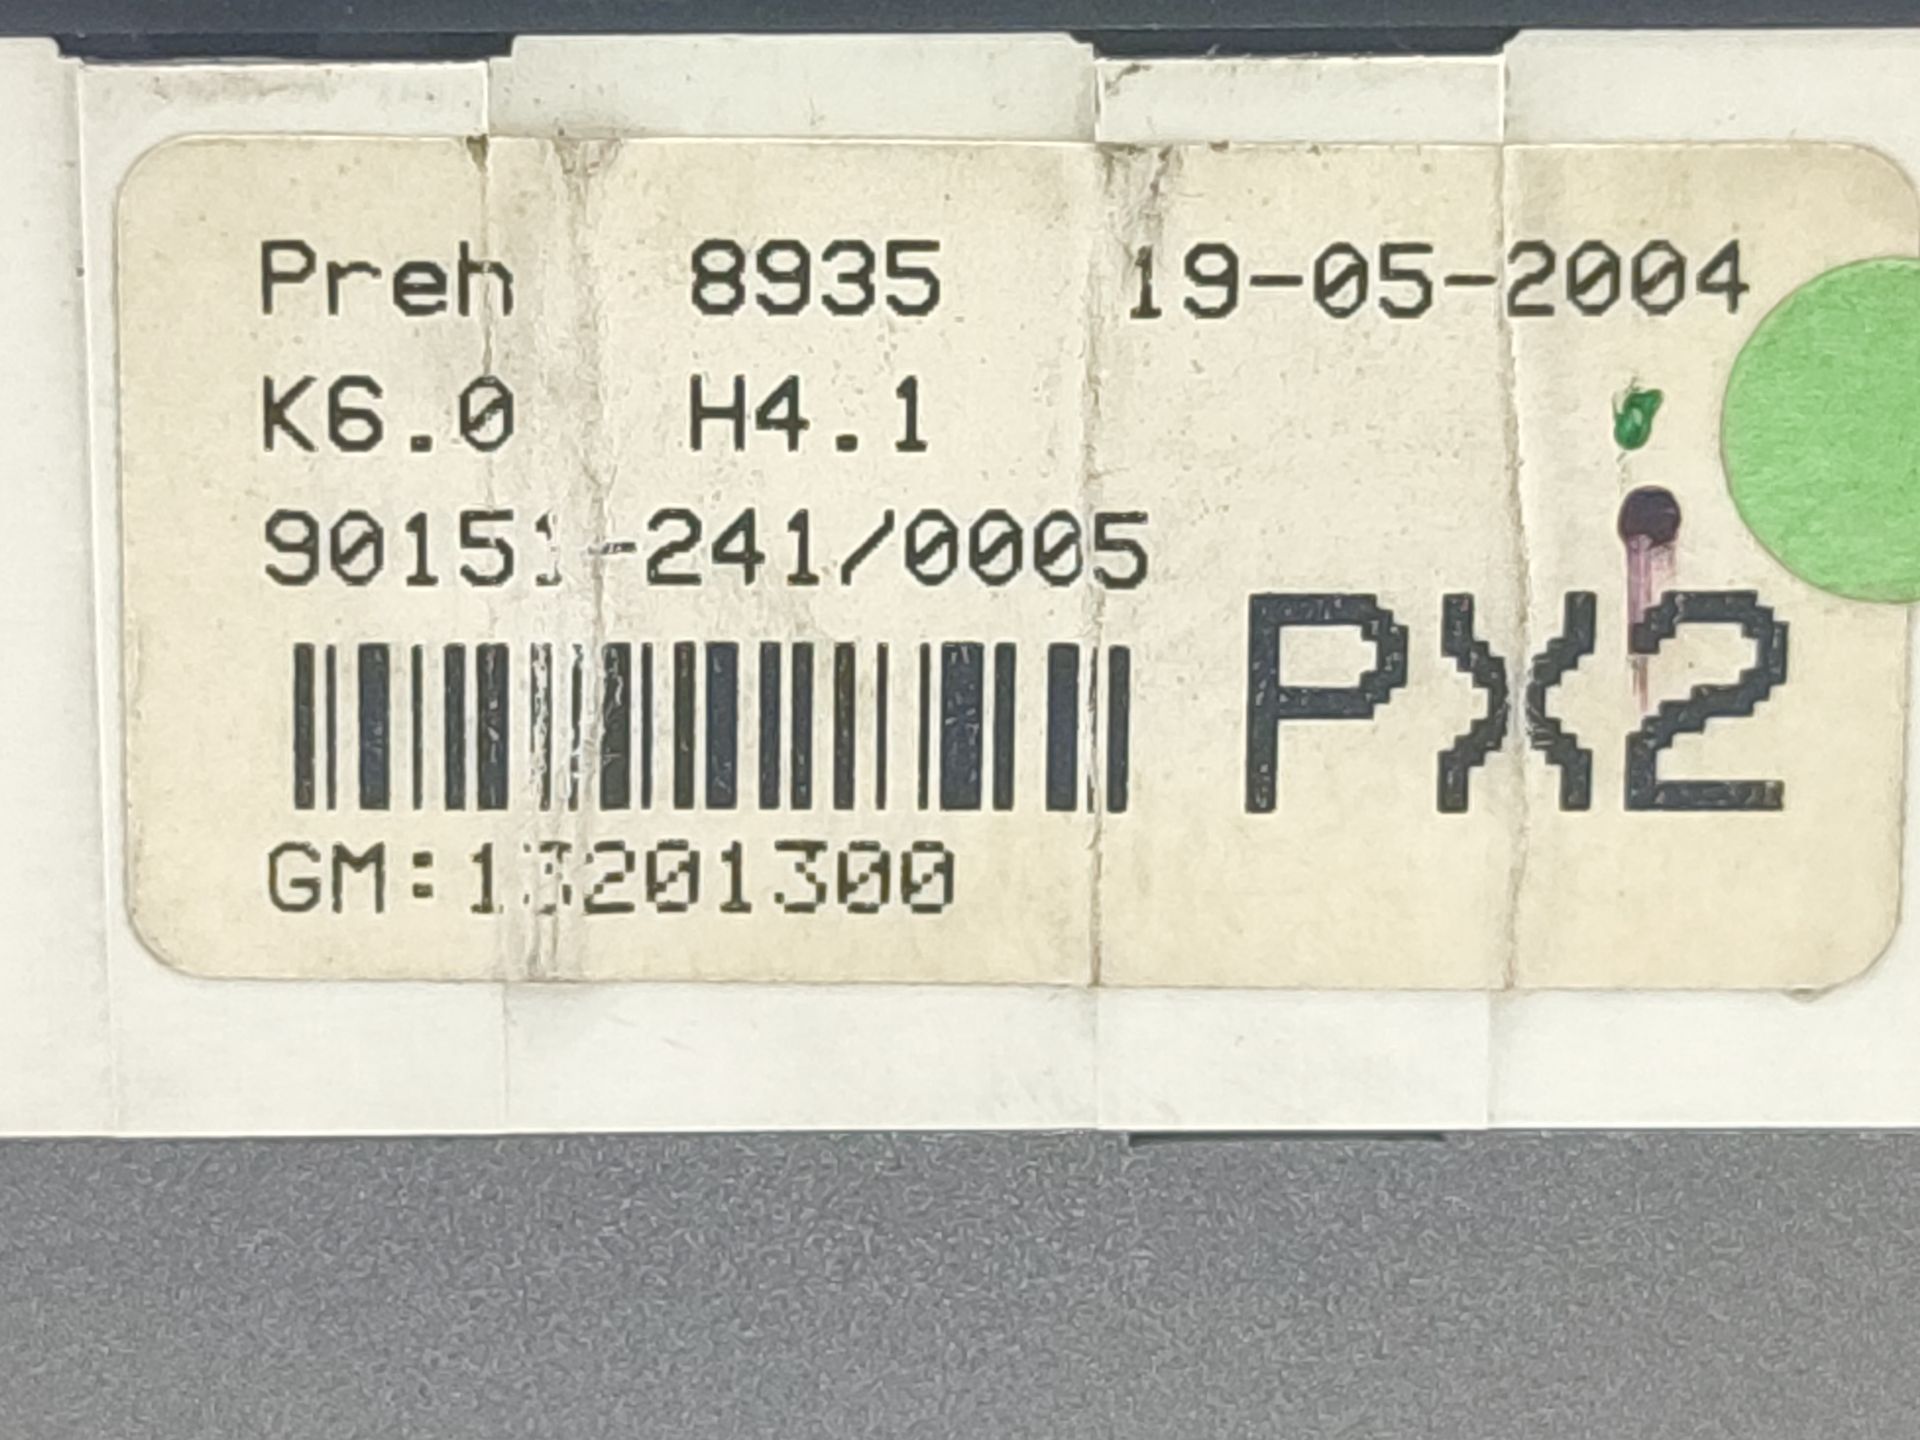 Preh 8935 19-05-2004
K6.0 H4.1
90151-241/0005
PX2
GM:13201300